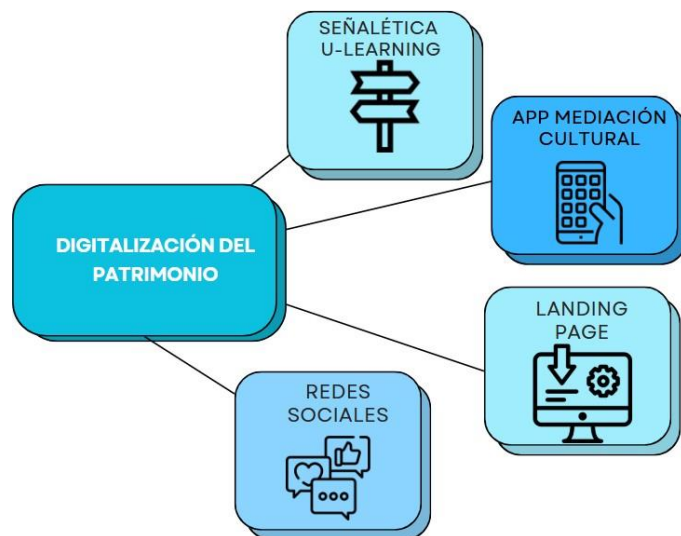 SEÑALÉTICA
U-LEARNING
APP MEDIACIÓN
CULTURAL
DIGITALIZACIÓN DEL
PATRIMONIO
LANDING
PAGE
REDES
SOCIALES